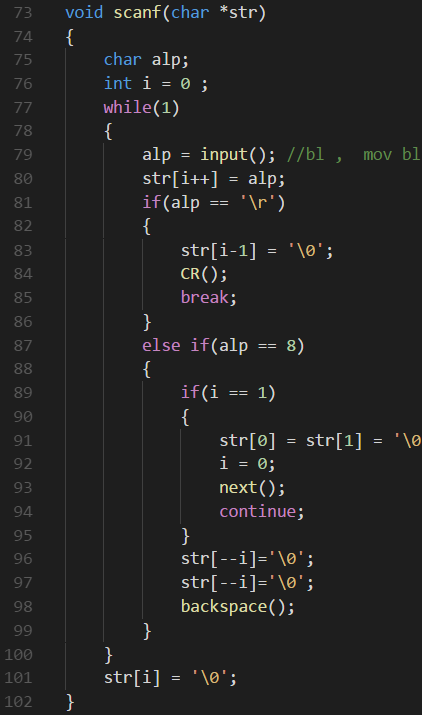 73 void scanf(char *str)
74 {
75 char alp;
76 int i = 0 ;
77 while(1)
78 {
79 alp = input(); //bl , mov bl
80 str[i++] = alp;
81 if(alp == '\r')
82 {
83 str[i-1] = '\0';
84 CR();
85 break;
86 }
87 else if(alp == 8)
88 {
89 if(i == 1)
90 {
91 str[0] = str[1] = '\0
92 i = 0;
93 next();
94 continue;
95 }
96 str[--i]='\0';
97 str[--i]='\0';
98 backspace();
99 }
100 }
101 str[i] = '\0';
102 }